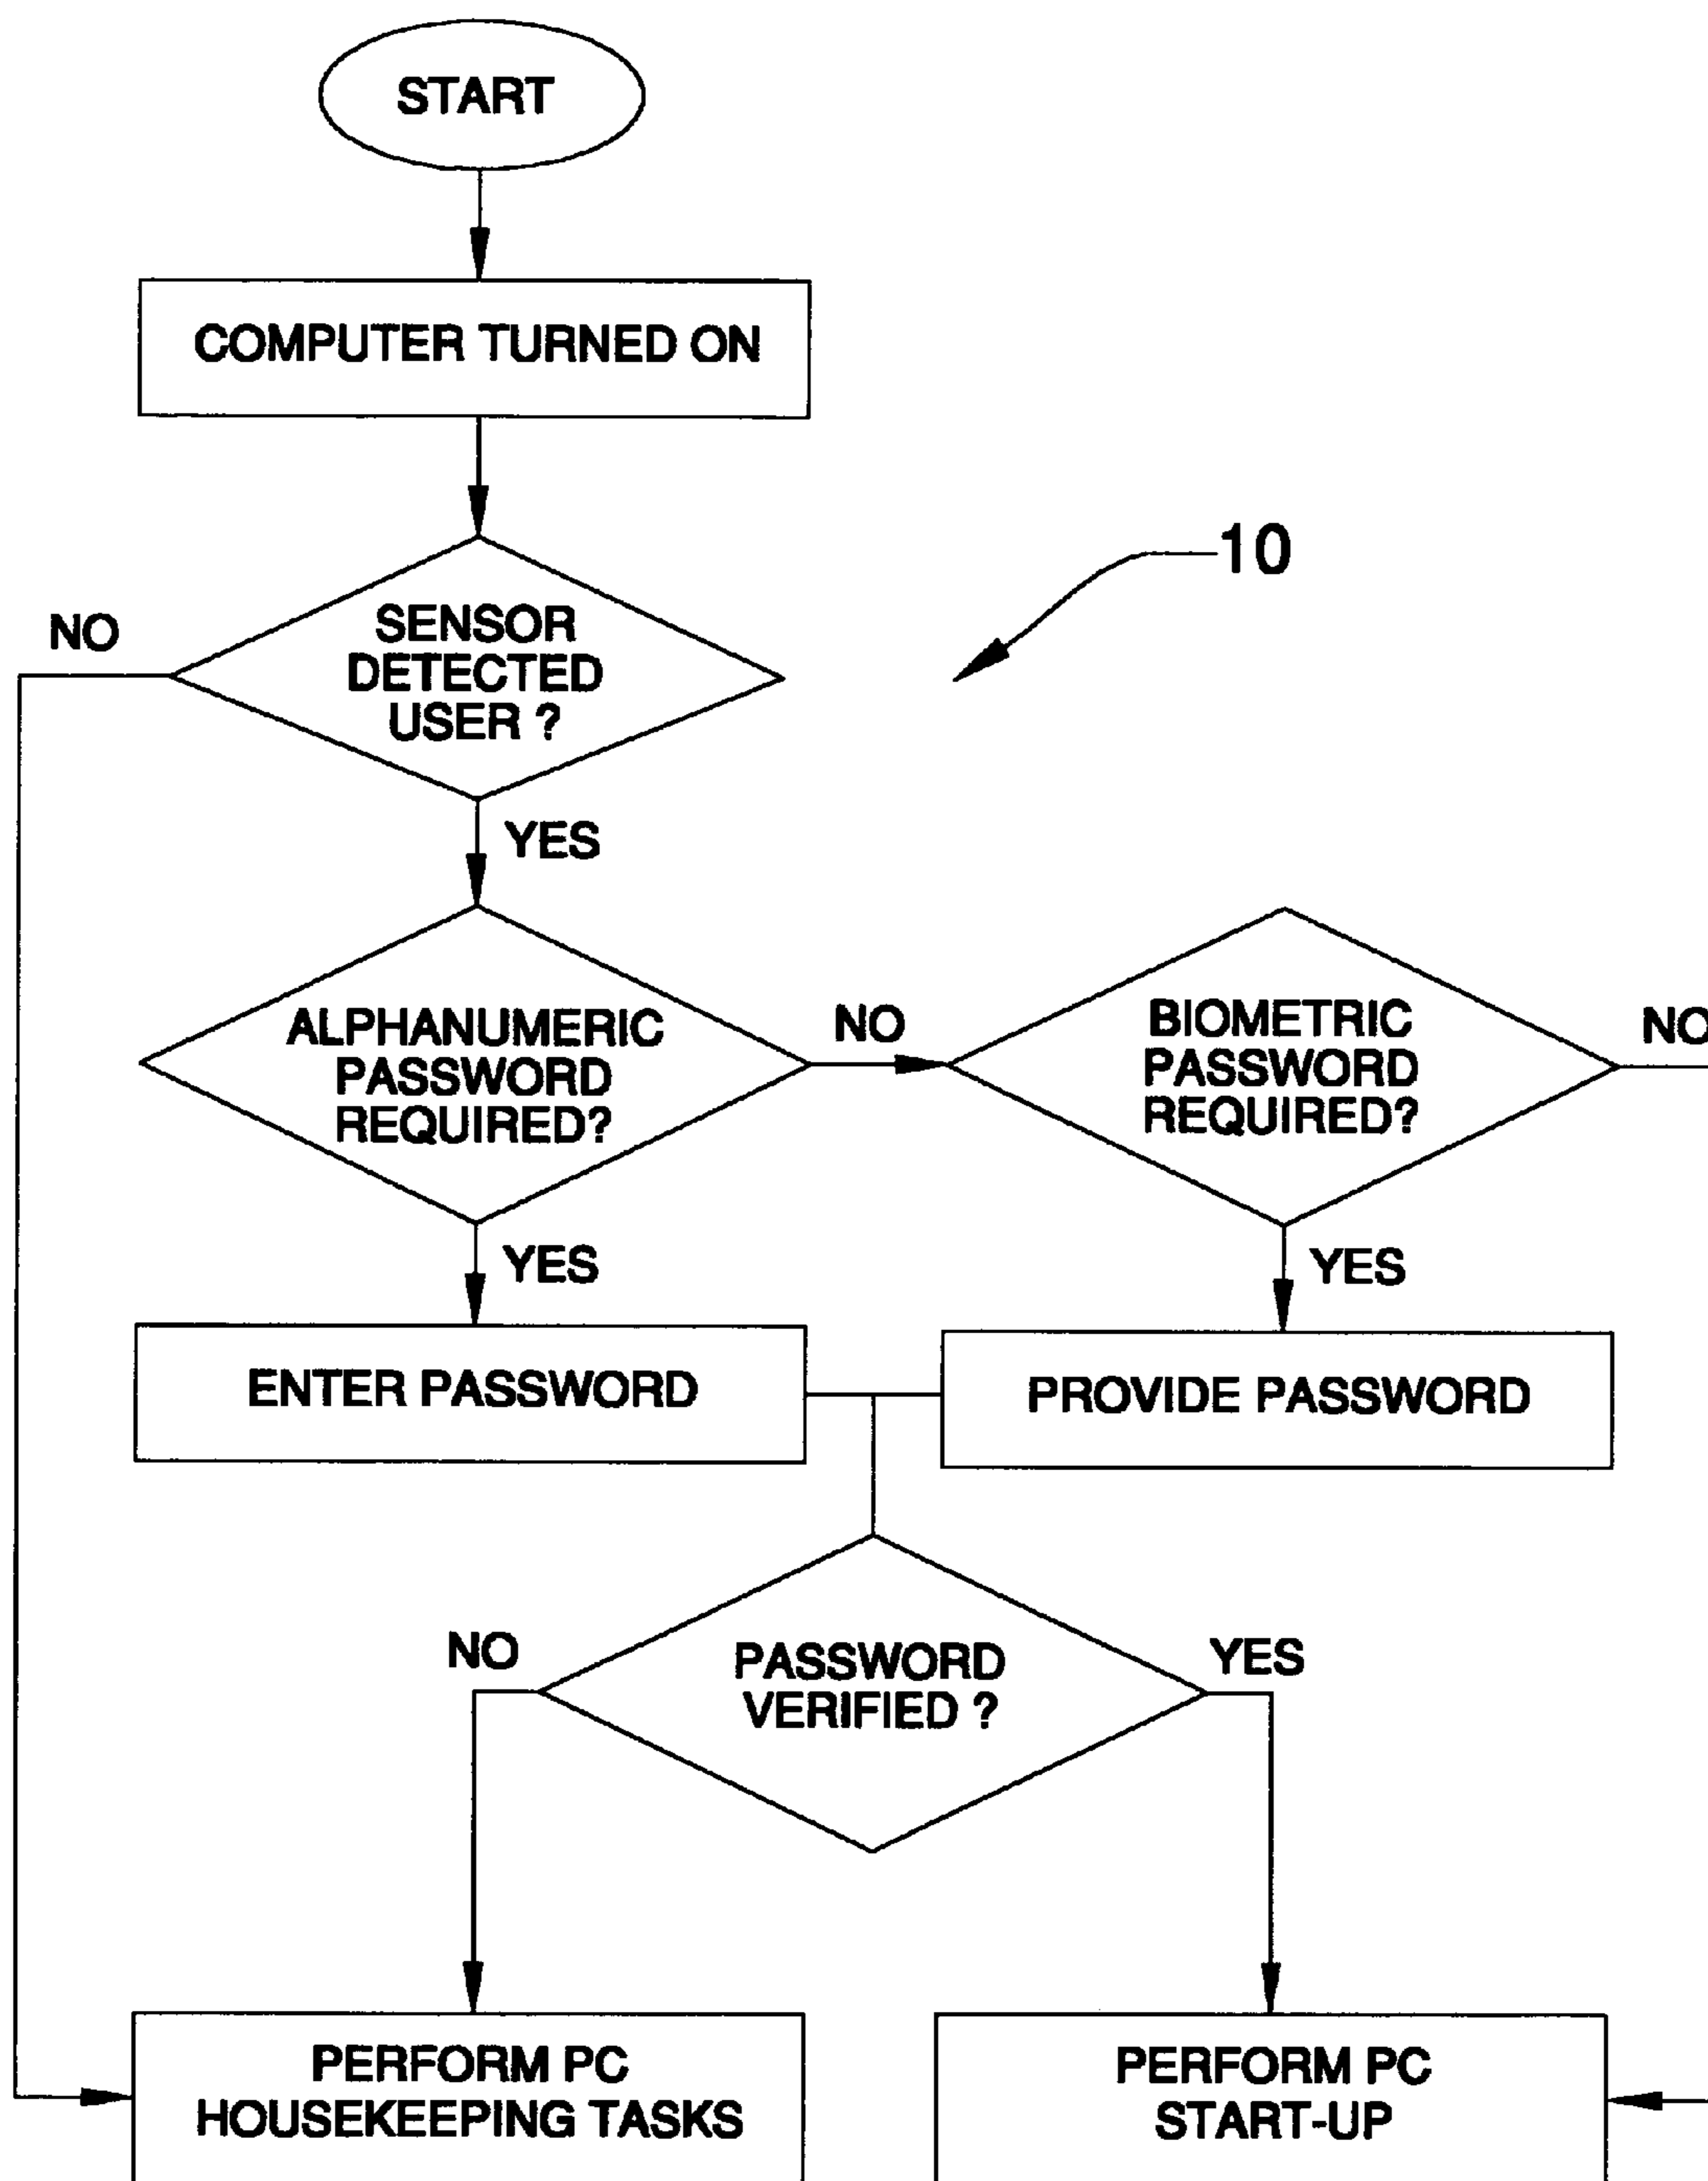 START
COMPUTER TURNED ON
10
NO
SENSOR
DETECTED
USER ?
YES
ALPHANUMERIC
PASSWORD
REQUIRED?
NO
BIOMETRIC
PASSWORD
REQUIRED?
NO
YES
YES
ENTER PASSWORD
PROVIDE PASSWORD
NO
PASSWORD
VERIFIED ?
YES
PERFORM PC
HOUSEKEEPING TASKS
PERFORM PC
START-UP